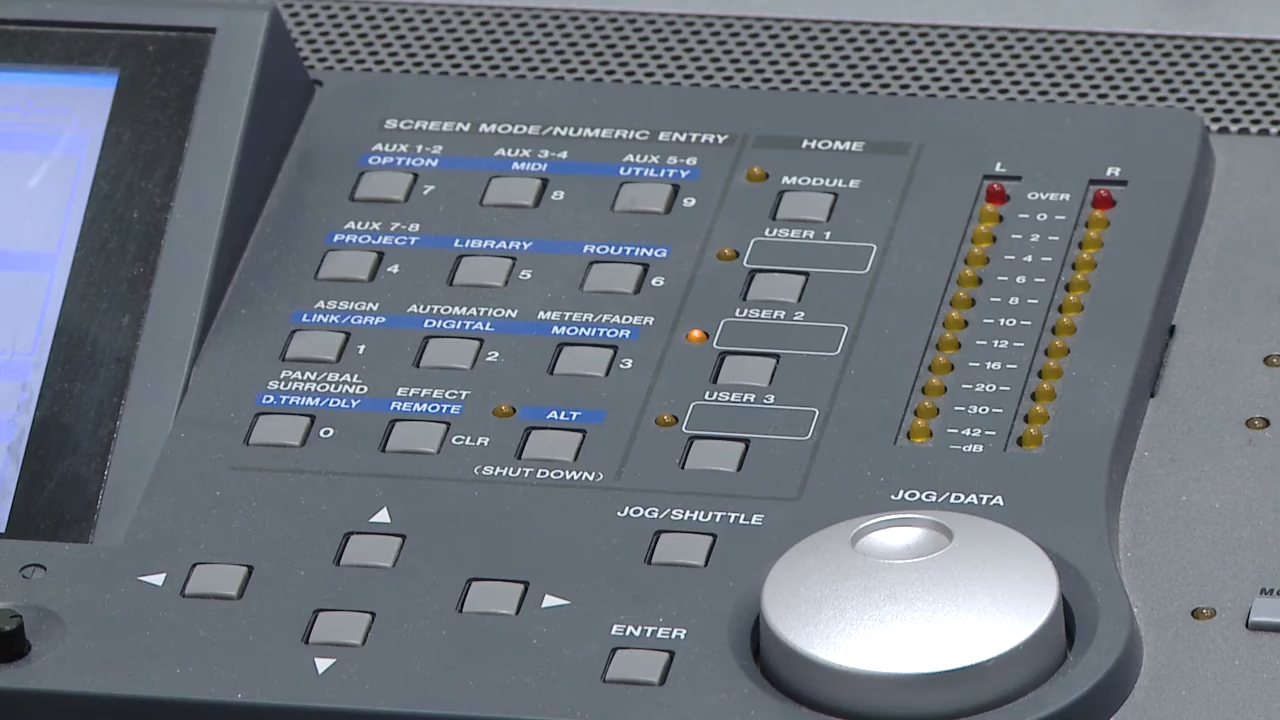 SCREEN MODE/NUMERIC ENTRY
HOME
AUX 1-2
AUX 3-4
AUX 5-6
OPTION
MIDI
UTILITY
7
8
9
MODULE
L
R
OVER
AUX 7-8
PROJECT
LIBRARY
ROUTING
4
5
6
USER 1
0
2
4
6
8
10
12
16
20
30
42
dB
ASSIGN
AUTOMATION
METER/FADER
LINK/GRP
DIGITAL
MONITOR
1
2
3
USER 2
PAN/BAL
SURROUND
EFFECT
D.TRIM/DLY
REMOTE
ALT
0
CLR
(SHUT DOWN)
USER 3
JOG/DATA
JOG/SHUTTLE
ENTER